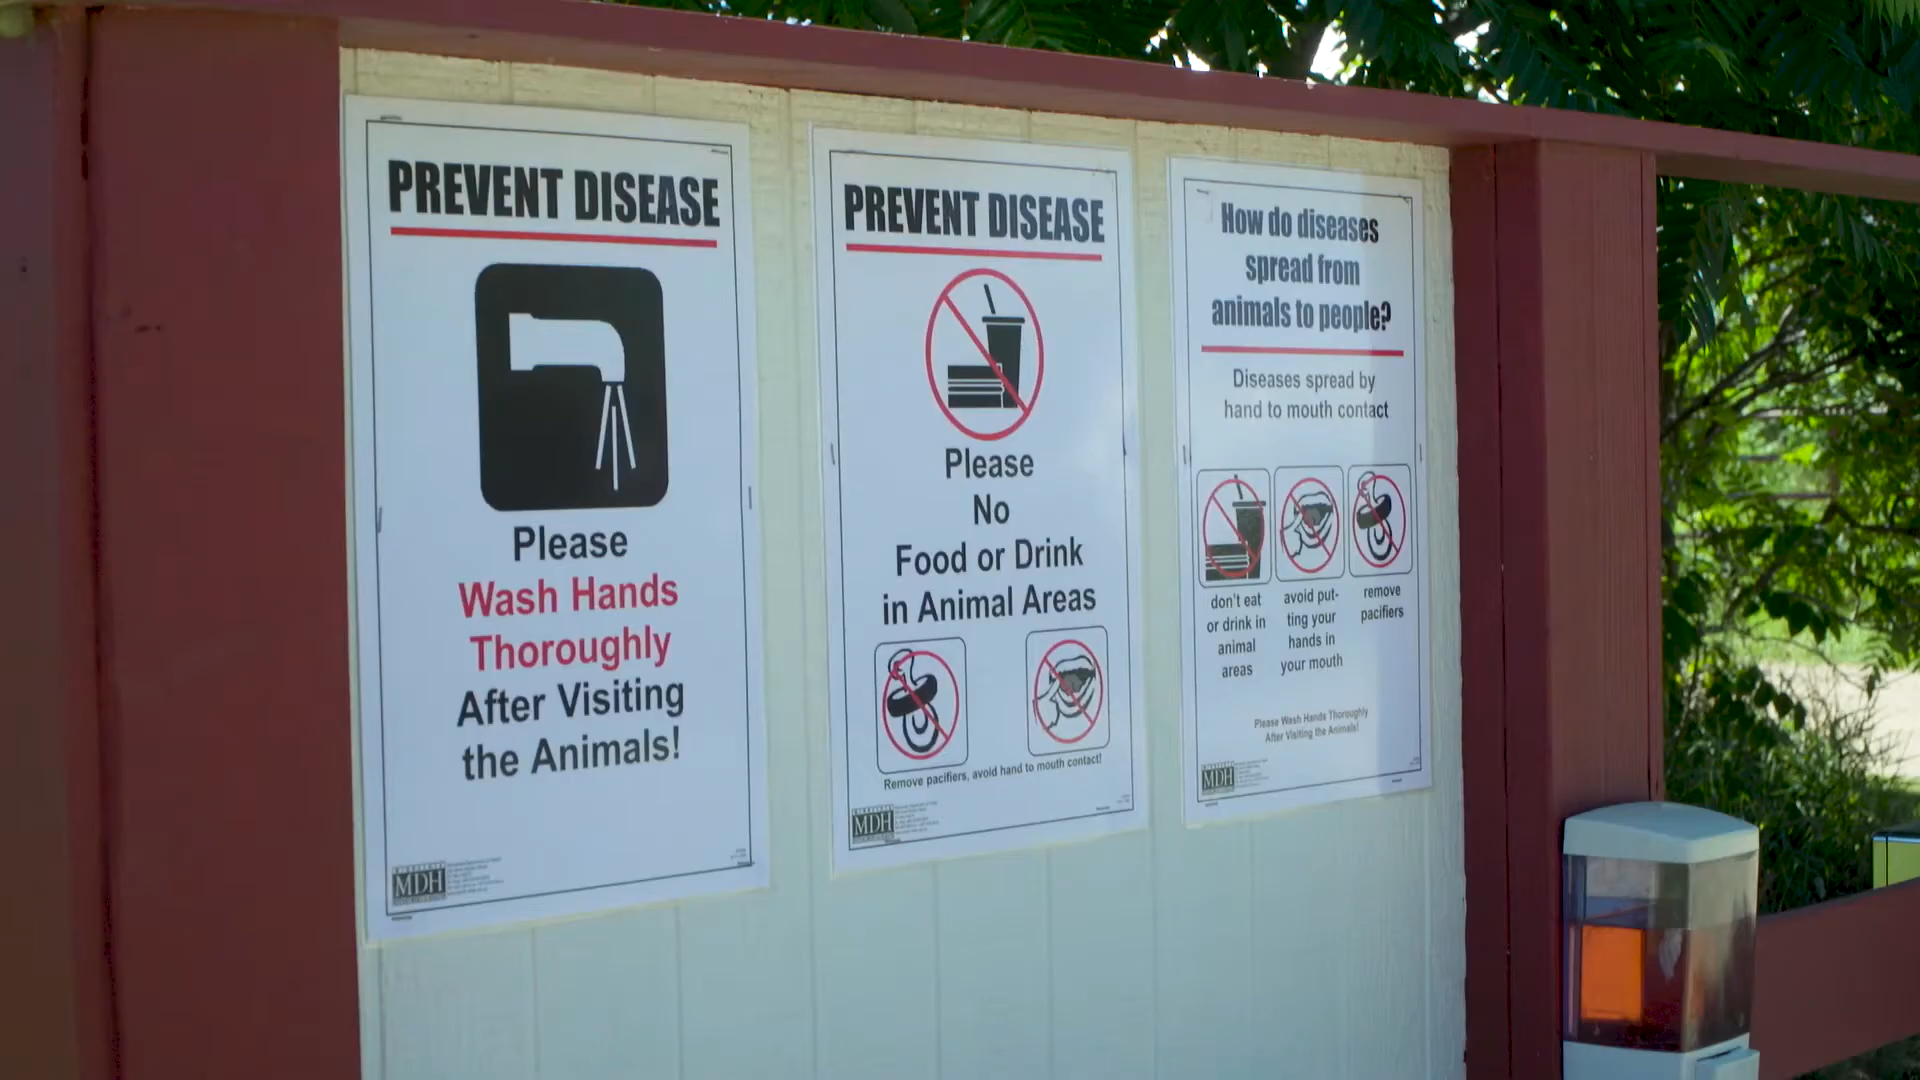 PREVENT DISEASE
Please
Wash Hands
Thoroughly
After Visiting
the Animals!
MDH
PREVENT DISEASE
Please
No
Food or Drink
in Animal Areas
Remove pacifiers, avoid hand to mouth contact!
MDH
How do diseases
spread from
animals to people?
Diseases spread by
hand to mouth contact
don't eat
or drink in
animal
areas
avoid put-
ting your
hands in
your mouth
remove
pacifiers
Please Wash Hands Thoroughly
After Visiting the Animals!
MDH